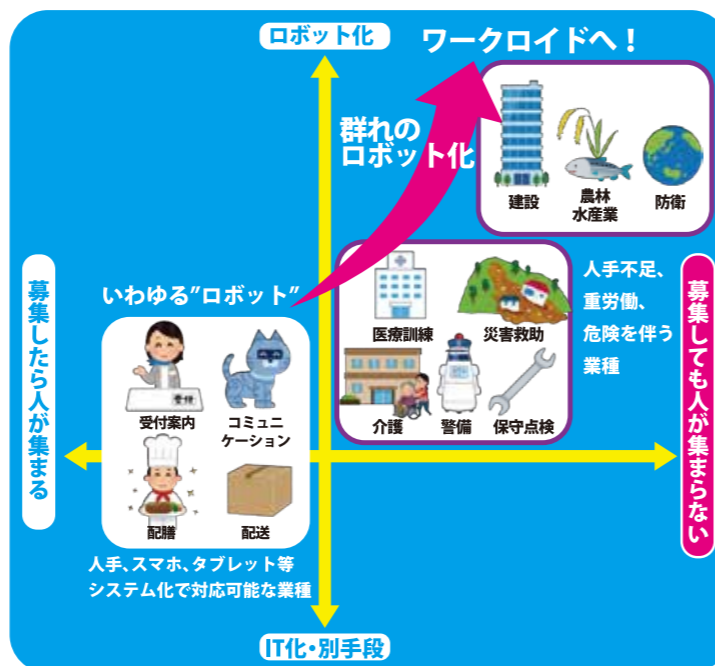 ロボット化
ワークロイドへ！
群れの
ロボット化
建設
農林
水産業
防衛
いわゆる”ロボット”
医療訓練
災害救助
人手不足、
重労働、
危険を伴う
業種
募集したら人が集まる
募集しても人が集まらない
受付案内
コミュニ
ケーション
介護
警備
保守点検
配膳
配送
人手、スマホ、タブレット等
システム化で対応可能な業種
IT化・別手段